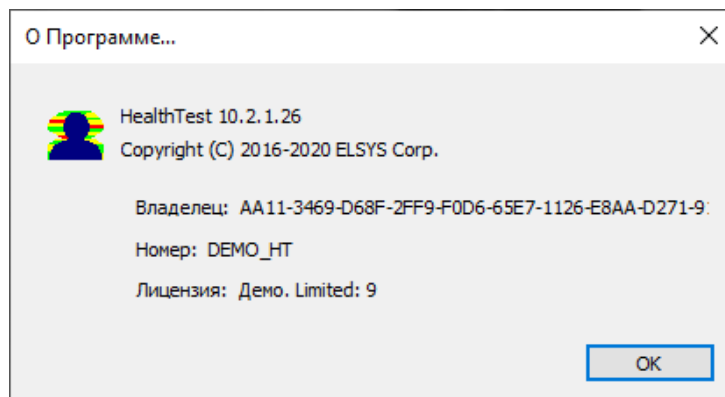 О Программе...
HealthTest 10.2.1.26
Copyright (C) 2016-2020 ELSYS Corp.
Владелец: AA11-3469-D68F-2FF9-F0D6-65E7-1126-E8AA-D271-9
Номер: DEMO_HT
Лицензия: Демо. Limited: 9
OK